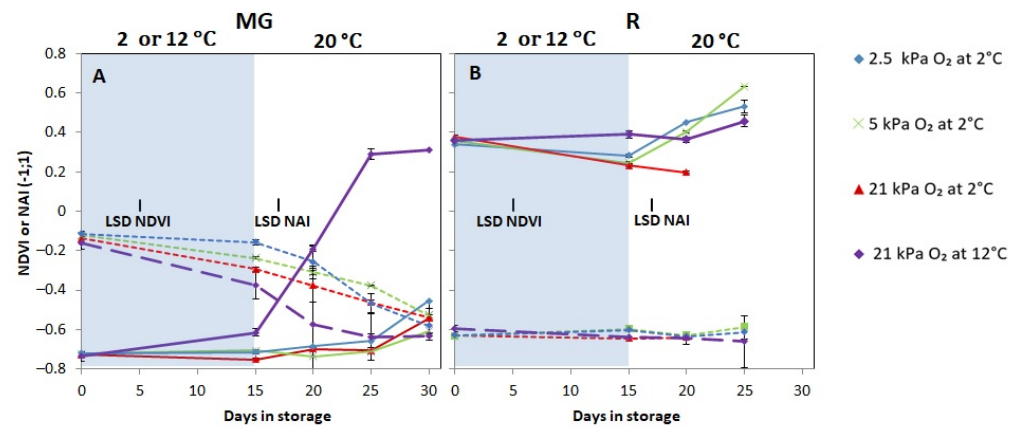 MG
R
2 or 12 °C
20 °C
2 or 12 °C
20 °C
A
B
NDVI or NAI (-1;1)
0.8
0.6
0.4
0.2
0
−0.2
−0.4
−0.6
−0.8
LSD NDVI
LSD NAI
LSD NDVI
LSD NAI
0 5 10 15 20 25 30
0 5 10 15 20 25 30
Days in storage
Days in storage
2.5 kPa O₂ at 2°C
5 kPa O₂ at 2°C
21 kPa O₂ at 2°C
21 kPa O₂ at 12°C